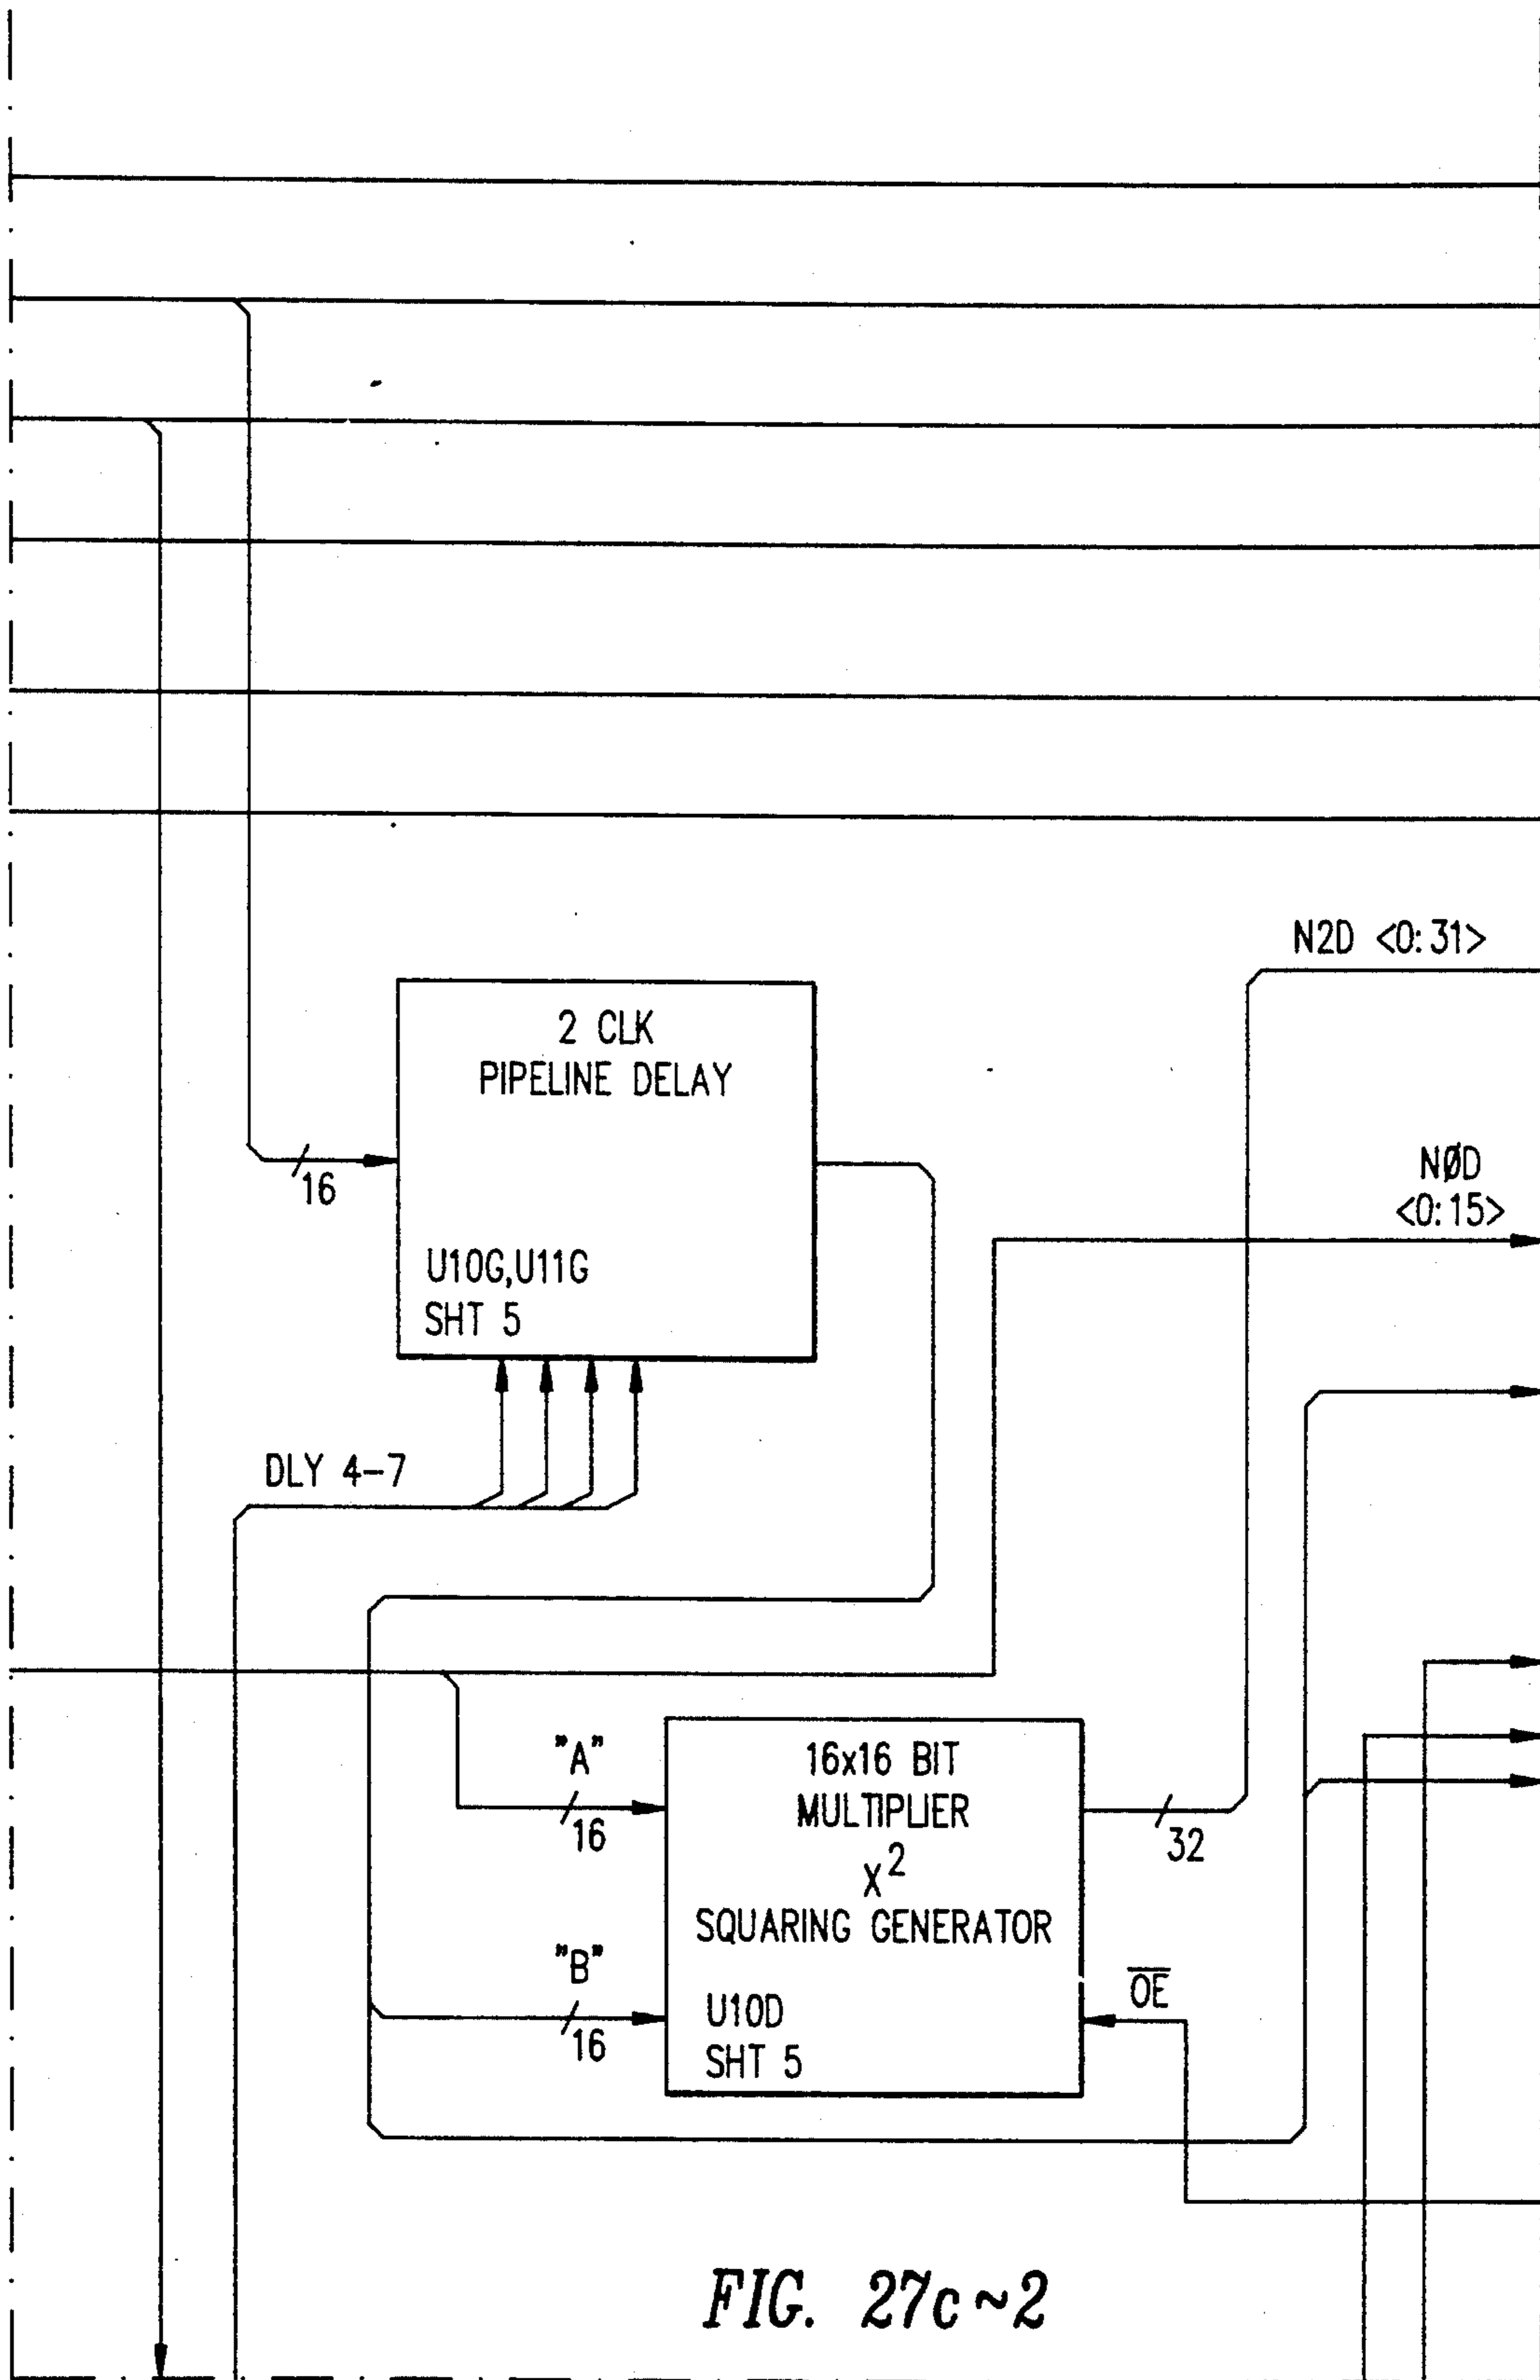 N2D <0:31>
2 CLK
PIPELINE DELAY
16
NØD
<0:15>
U10G,U11G
SHT 5
DLY 4-7
"A"
16
16x16 BIT
MULTIPLIER
X²
SQUARING GENERATOR
32
"B"
16
U10D
SHT 5
O̅E̅
FIG. 27c~2